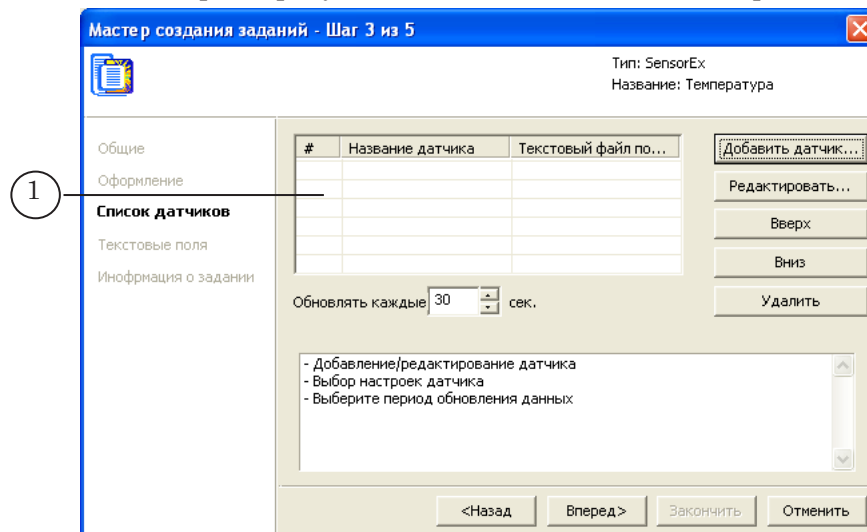 Мастер создания заданий - Шаг 3 из 5
Тип: SensorEx
Название: Температура
Общие
Оформление
Список датчиков
Текстовые поля
Инофрмация о задании
1
# Название датчика Текстовый файл по...
Добавить датчик...
Редактировать...
Вверх
Вниз
Удалить
Обновлять каждые 30 сек.
- Добавление/редактирование датчика
- Выбор настроек датчика
- Выберите период обновления данных
<Назад Вперед> Закончить Отменить